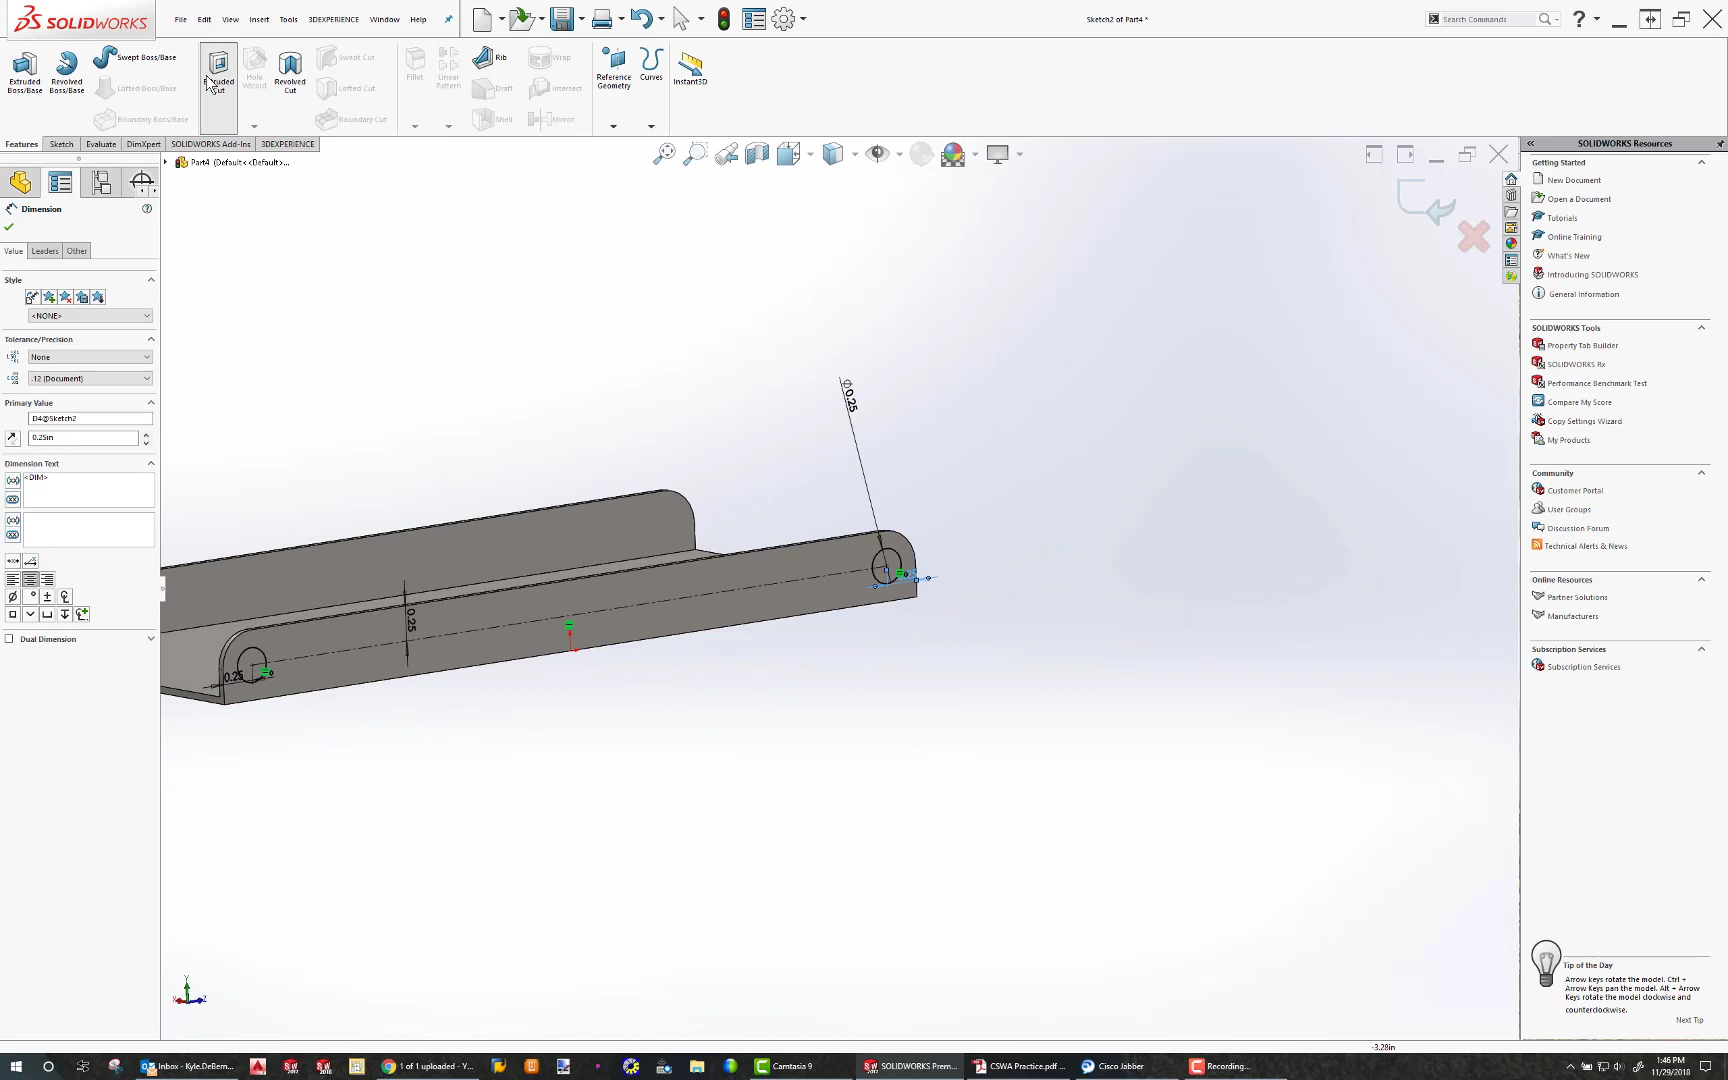 SOLIDWORKS File Edit View Insert Tools 3DEXPERIENCE Window Help Sketch2 of Part4 * Search Commands
Extruded Boss/Base Revolved Boss/Base Swept Boss/Base Extruded Cut Hole Wizard Revolved Cut Swept Cut Fillet Linear Pattern Rib Wrap Reference Geometry Curves Instant3D
Lofted Boss/Base Lofted Cut Draft Intersect
Boundary Boss/Base Boundary Cut Shell Mirror
Features Sketch Evaluate DimXpert SOLIDWORKS Add-Ins 3DEXPERIENCE
Part4 (Default<<Default>...
Dimension
Value Leaders Other
Style
<NONE>
Tolerance/Precision
None
.12 (Document)
Primary Value
D4@Sketch2
0.25in
Dimension Text
<DIM>
Dual Dimension
∅0.25
0.25
0.25
Y
X Z
SOLIDWORKS Resources
Getting Started
New Document
Open a Document
Tutorials
Online Training
What's New
Introducing SOLIDWORKS
General Information
SOLIDWORKS Tools
Property Tab Builder
SOLIDWORKS Rx
Performance Benchmark Test
Compare My Score
Copy Settings Wizard
My Products
Community
Customer Portal
User Groups
Discussion Forum
Technical Alerts & News
Online Resources
Partner Solutions
Manufacturers
Subscription Services
Subscription Services
Tip of the Day
Arrow keys rotate the model. Ctrl +
Arrow Keys pan the model. Alt + Arrow
Keys rotate the model clockwise and
counterclockwise.
Next Tip
-3.28in
Inbox - Kyle.DeBern... 1 of 1 uploaded - Y... Camtasia 9 SOLIDWORKS Prem... CSWA Practice.pdf ... Cisco Jabber Recording...
1:46 PM
11/29/2018